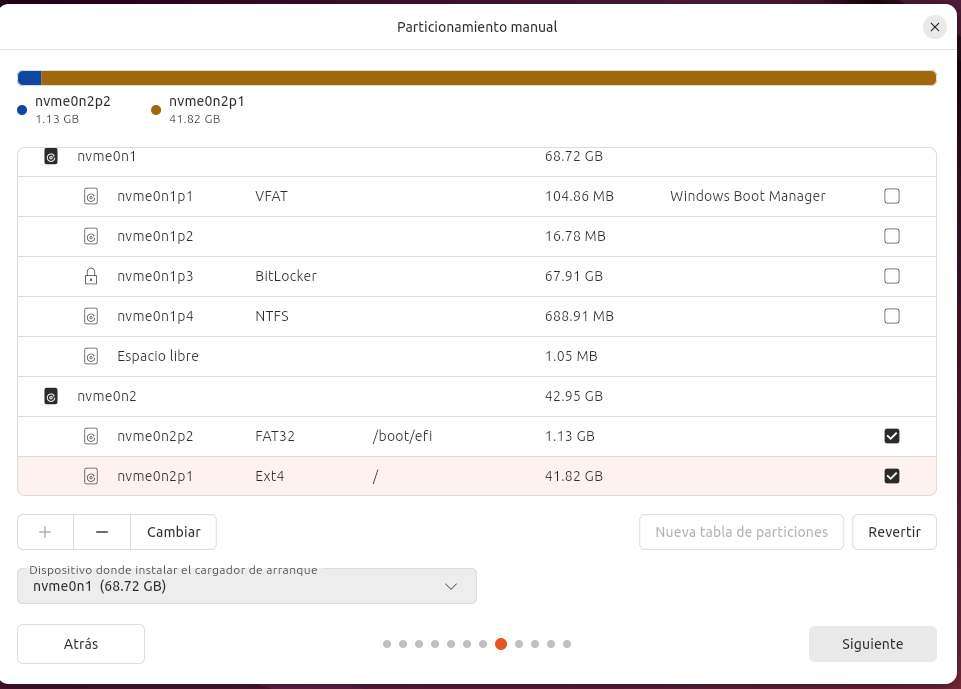 Particionamiento manual
nvme0n2p2 nvme0n2p1
1.13 GB 41.82 GB
nvme0n1 68.72 GB
nvme0n1p1 VFAT 104.86 MB Windows Boot Manager
nvme0n1p2 16.78 MB
nvme0n1p3 BitLocker 67.91 GB
nvme0n1p4 NTFS 688.91 MB
Espacio libre 1.05 MB
nvme0n2 42.95 GB
nvme0n2p2 FAT32 /boot/efi 1.13 GB
nvme0n2p1 Ext4 / 41.82 GB
Cambiar Nueva tabla de particiones Revertir
Dispositivo donde instalar el cargador de arranque
nvme0n1 (68.72 GB)
Atrás Siguiente